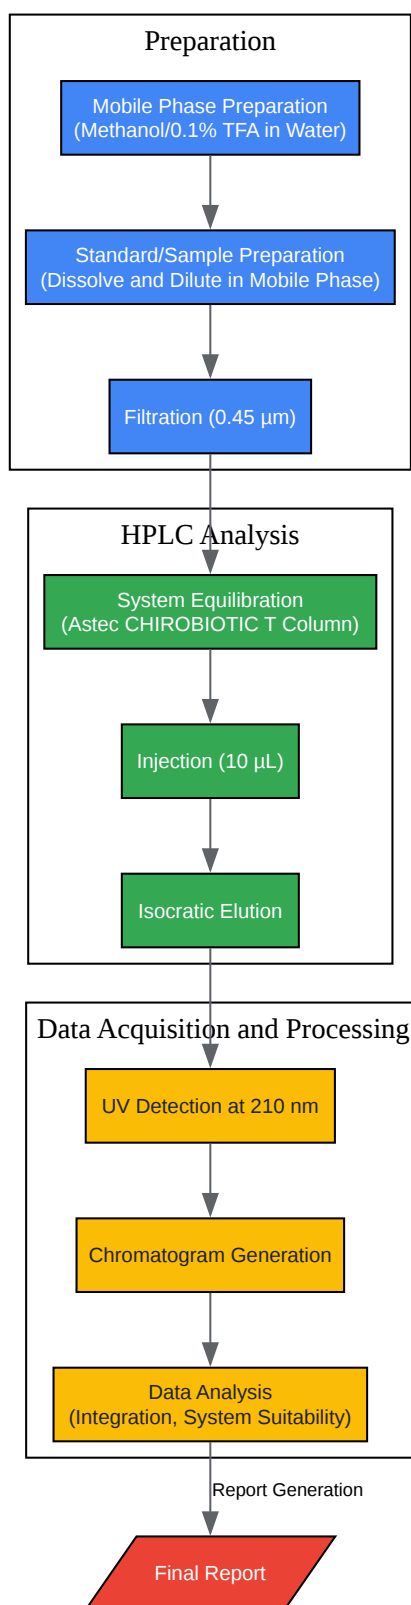 Preparation
Mobile Phase Preparation
(Methanol/0.1% TFA in Water)
Standard/Sample Preparation
(Dissolve and Dilute in Mobile Phase)
Filtration (0.45 µm)
HPLC Analysis
System Equilibration
(Astec CHIROBIOTIC T Column)
Injection (10 µL)
Isocratic Elution
Data Acquisition and Processing
UV Detection at 210 nm
Chromatogram Generation
Data Analysis
(Integration, System Suitability)
Report Generation
Final Report